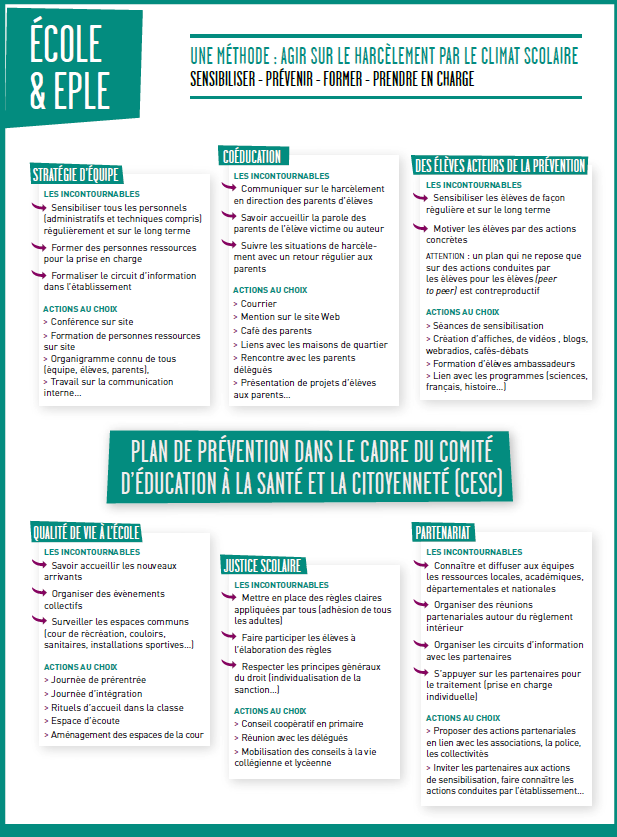 ÉCOLE
& EPLE
UNE MÉTHODE : AGIR SUR LE HARCÈLEMENT PAR LE CLIMAT SCOLAIRE
SENSIBILISER - PRÉVENIR - FORMER - PRENDRE EN CHARGE
STRATÉGIE D'ÉQUIPE
LES INCONTOURNABLES
Sensibiliser tous les personnels
(administratifs et techniques compris)
régulièrement et sur le long terme
Former des personnes ressources
pour la prise en charge
Formaliser le circuit d'information
dans l'établissement
ACTIONS AU CHOIX
> Conférence sur site
> Formation de personnes ressources
sur site
> Organigramme connu de tous
(équipe, élèves, parents),
> Travail sur la communication
interne...
COÉDUCATION
LES INCONTOURNABLES
Communiquer sur le harcèlement
en direction des parents d'élèves
Savoir accueillir la parole des
parents de l'élève victime ou auteur
Suivre les situations de harcèle-
ment avec un retour régulier aux
parents
ACTIONS AU CHOIX
> Courrier
> Mention sur le site Web
> Café des parents
> Liens avec les maisons de quartier
> Rencontre avec les parents
délégués
> Présentation de projets d'élèves
aux parents...
DES ÉLÈVES ACTEURS DE LA PRÉVENTION
LES INCONTOURNABLES
Sensibiliser les élèves de façon
régulière et sur le long terme
Motiver les élèves par des actions
concrètes
ATTENTION : un plan qui ne repose que
sur des actions conduites par
les élèves pour les élèves (peer
to peer) est contreproductif
ACTIONS AU CHOIX
> Séances de sensibilisation
> Création d'affiches, de vidéos , blogs,
webradios, cafés-débats
> Formation d'élèves ambassadeurs
> Lien avec les programmes (sciences,
français, histoire...)
PLAN DE PRÉVENTION DANS LE CADRE DU COMITÉ
D'ÉDUCATION À LA SANTÉ ET LA CITOYENNETÉ (CESC)
QUALITÉ DE VIE À L'ÉCOLE
LES INCONTOURNABLES
Savoir accueillir les nouveaux
arrivants
Organiser des évènements
collectifs
Surveiller les espaces communs
(cour de récréation, couloirs,
sanitaires, installations sportives...)
ACTIONS AU CHOIX
> Journée de prérentrée
> Journée d'intégration
> Rituels d'accueil dans la classe
> Espace d'écoute
> Aménagement des espaces de la cour
JUSTICE SCOLAIRE
LES INCONTOURNABLES
Mettre en place des règles claires
appliquées par tous (adhésion de tous
les adultes)
Faire participer les élèves à
l'élaboration des règles
Respecter les principes généraux
du droit (individualisation de la
sanction...)
ACTIONS AU CHOIX
> Conseil coopératif en primaire
> Réunion avec les délégués
> Mobilisation des conseils à la vie
collégienne et lycéenne
PARTENARIAT
LES INCONTOURNABLES
Connaître et diffuser aux équipes
les ressources locales, académiques,
départementales et nationales
Organiser des réunions
partenariales autour du règlement
intérieur
Organiser les circuits d'information
avec les partenaires
S'appuyer sur les partenaires pour
le traitement (prise en charge
individuelle)
ACTIONS AU CHOIX
> Proposer des actions partenariales
en lien avec les associations, la police,
les collectivités
> Inviter les partenaires aux actions
de sensibilisation, faire connaître les
actions conduites par l'établissement...